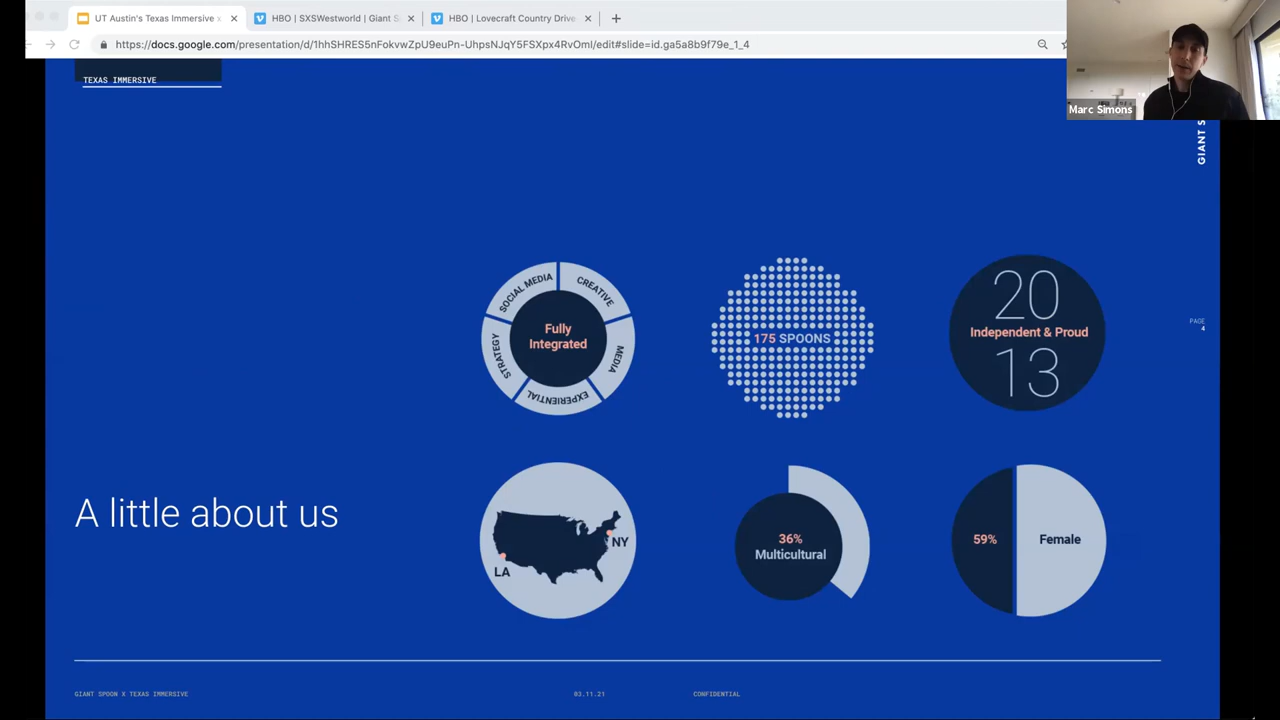 UT Austin's Texas Immersive x
HBO | SXSWestworld | Giant S
HBO | Lovecraft Country Drive
https://docs.google.com/presentation/d/1hhSHRES5nFokvwZpU9euPn-UhpsNJqY5FSXpx4RvOmI/edit#slide=id.ga5a8b9f79e_1_4
Marc Simons
TEXAS IMMERSIVE
GIANT S
PAGE
4
SOCIAL MEDIA
CREATIVE
MEDIA
EXPERIENTIAL
STRATEGY
Fully
Integrated
175 SPOONS
20
Independent & Proud
13
A little about us
NY
LA
36%
Multicultural
59%
Female
GIANT SPOON X TEXAS IMMERSIVE
03.11.21
CONFIDENTIAL